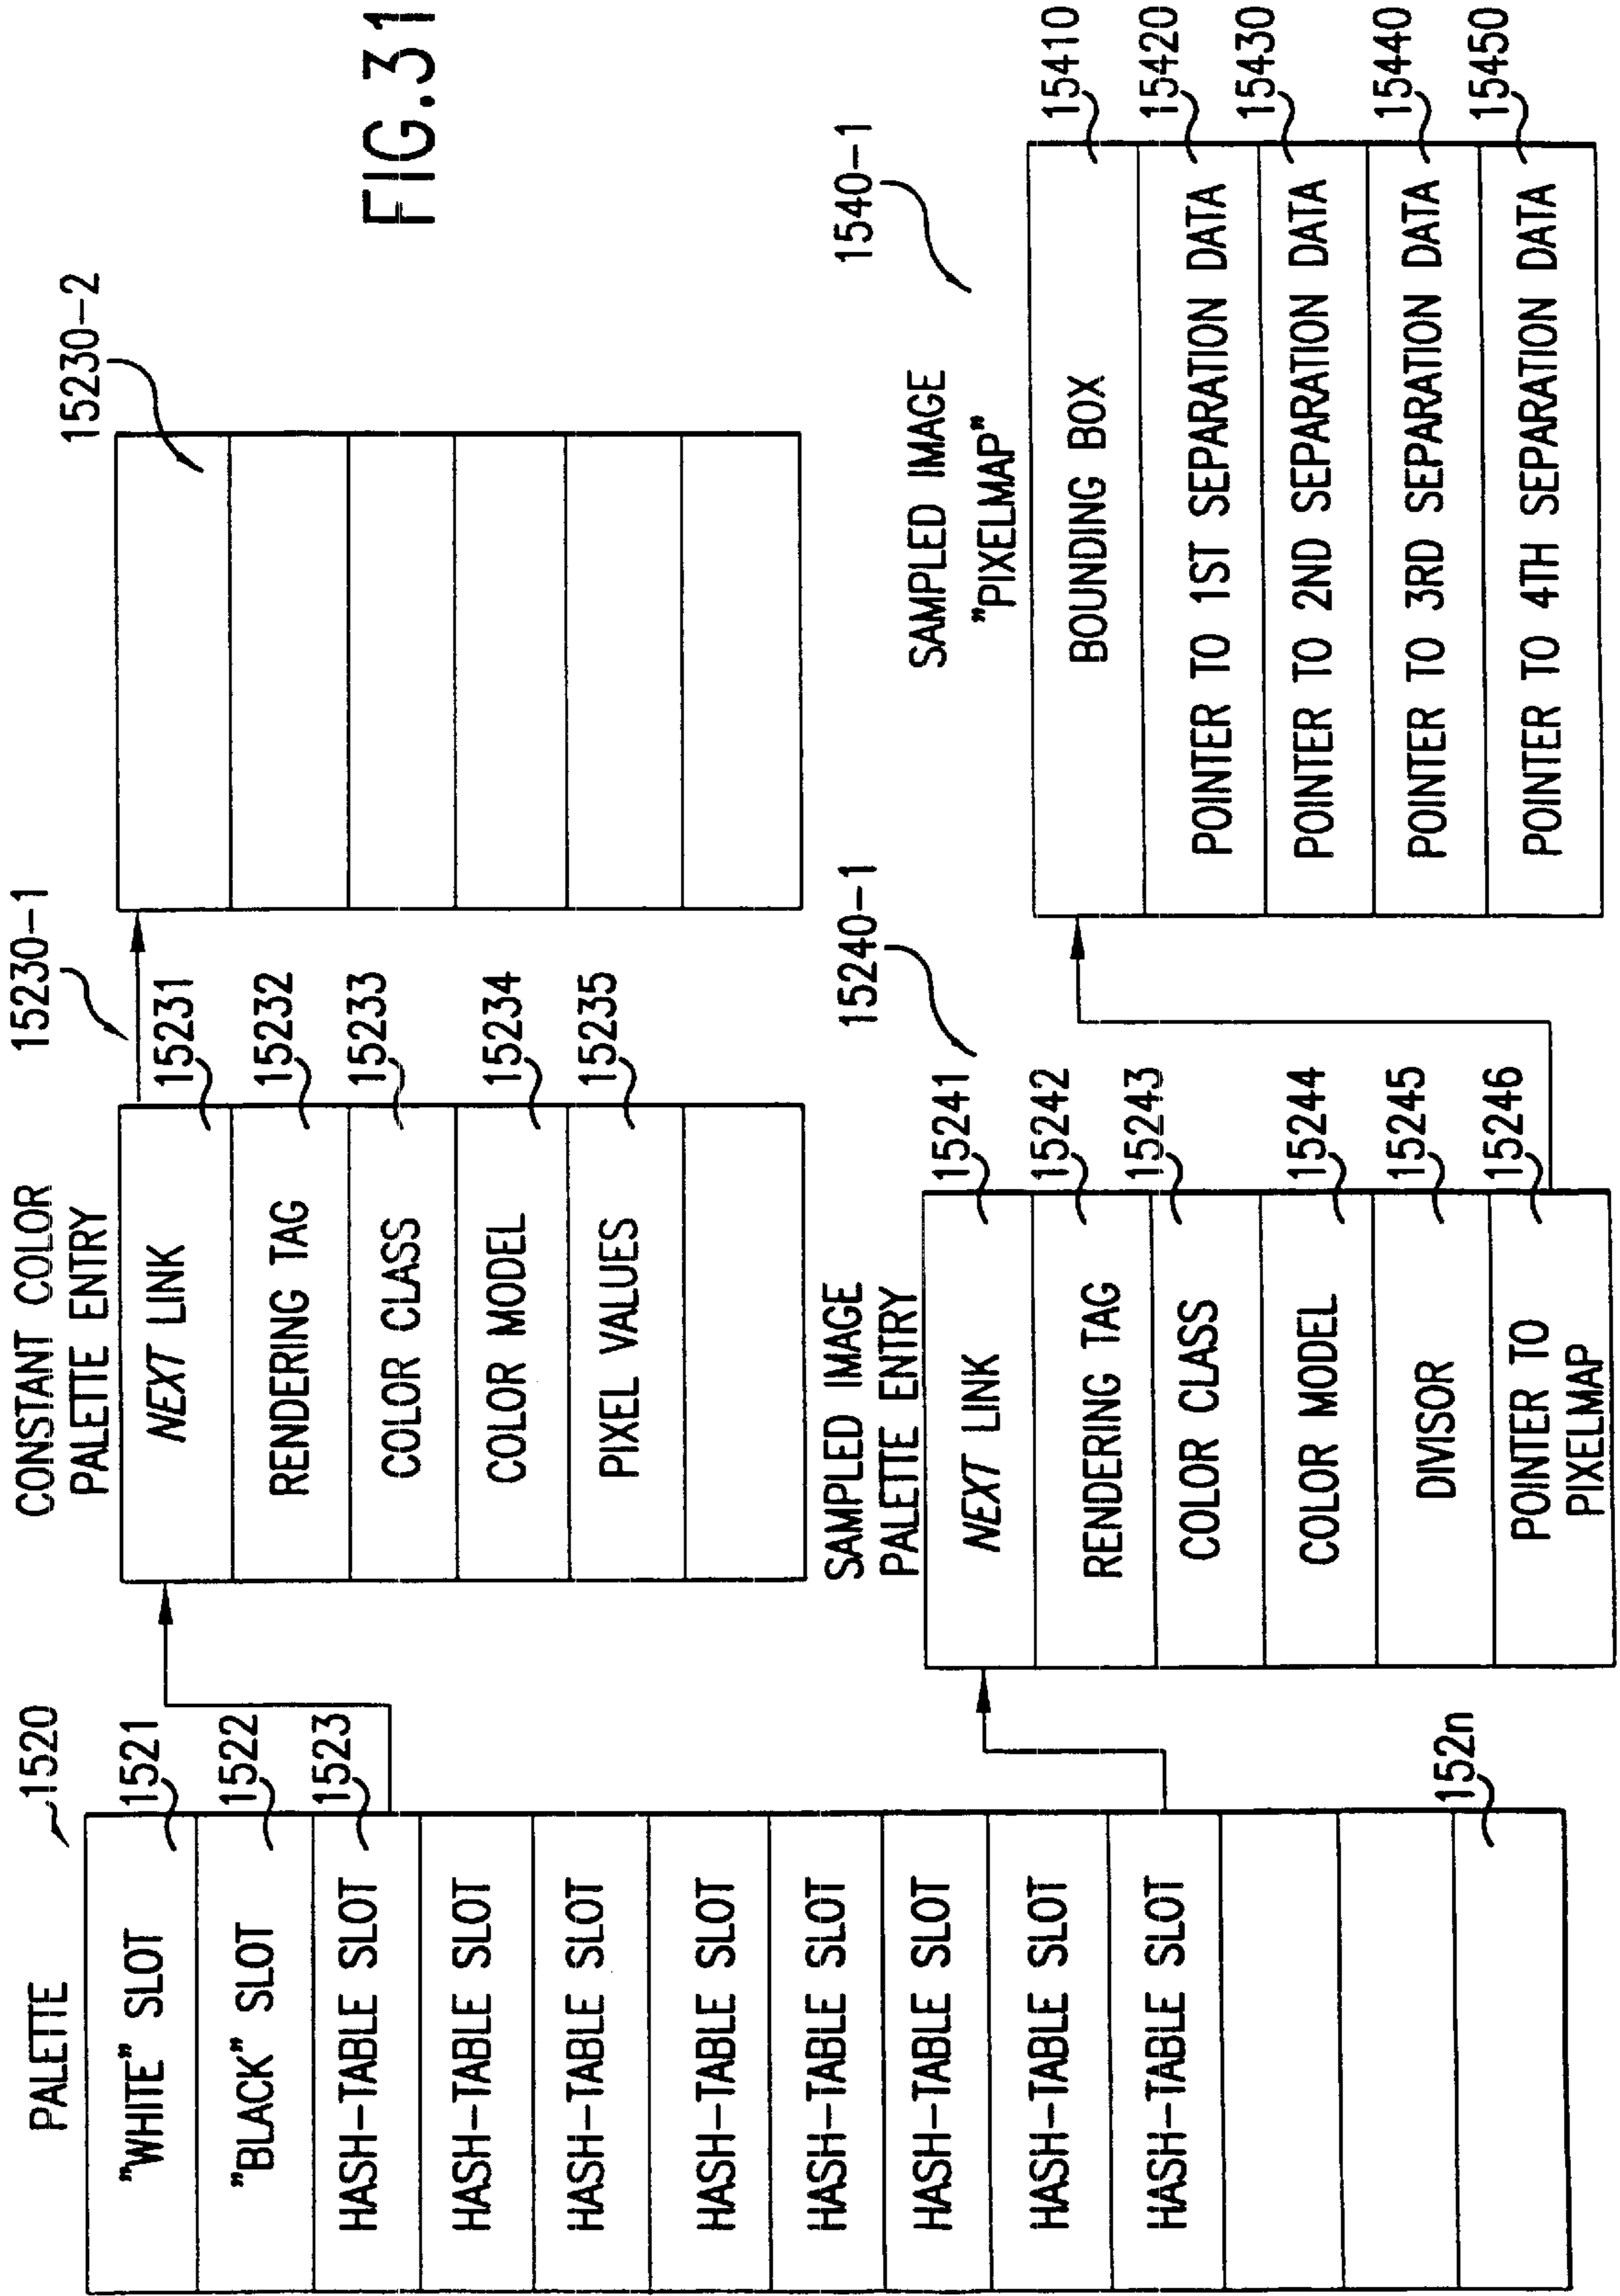 FIG.31
PALETTE
1520
"WHITE" SLOT
1521
"BLACK" SLOT
1522
HASH-TABLE SLOT
1523
HASH-TABLE SLOT
HASH-TABLE SLOT
HASH-TABLE SLOT
HASH-TABLE SLOT
HASH-TABLE SLOT
HASH-TABLE SLOT
HASH-TABLE SLOT
152n
CONSTANT COLOR
PALETTE ENTRY
15230-1
NEXT LINK
15231
RENDERING TAG
15232
COLOR CLASS
15233
COLOR MODEL
15234
PIXEL VALUES
15235
15230-2
SAMPLED IMAGE
PALETTE ENTRY
15240-1
NEXT LINK
15241
RENDERING TAG
15242
COLOR CLASS
15243
COLOR MODEL
15244
DIVISOR
15245
POINTER TO
PIXELMAP
15246
SAMPLED IMAGE
"PIXELMAP"
1540-1
BOUNDING BOX
15410
POINTER TO 1ST SEPARATION DATA
15420
POINTER TO 2ND SEPARATION DATA
15430
POINTER TO 3RD SEPARATION DATA
15440
POINTER TO 4TH SEPARATION DATA
15450